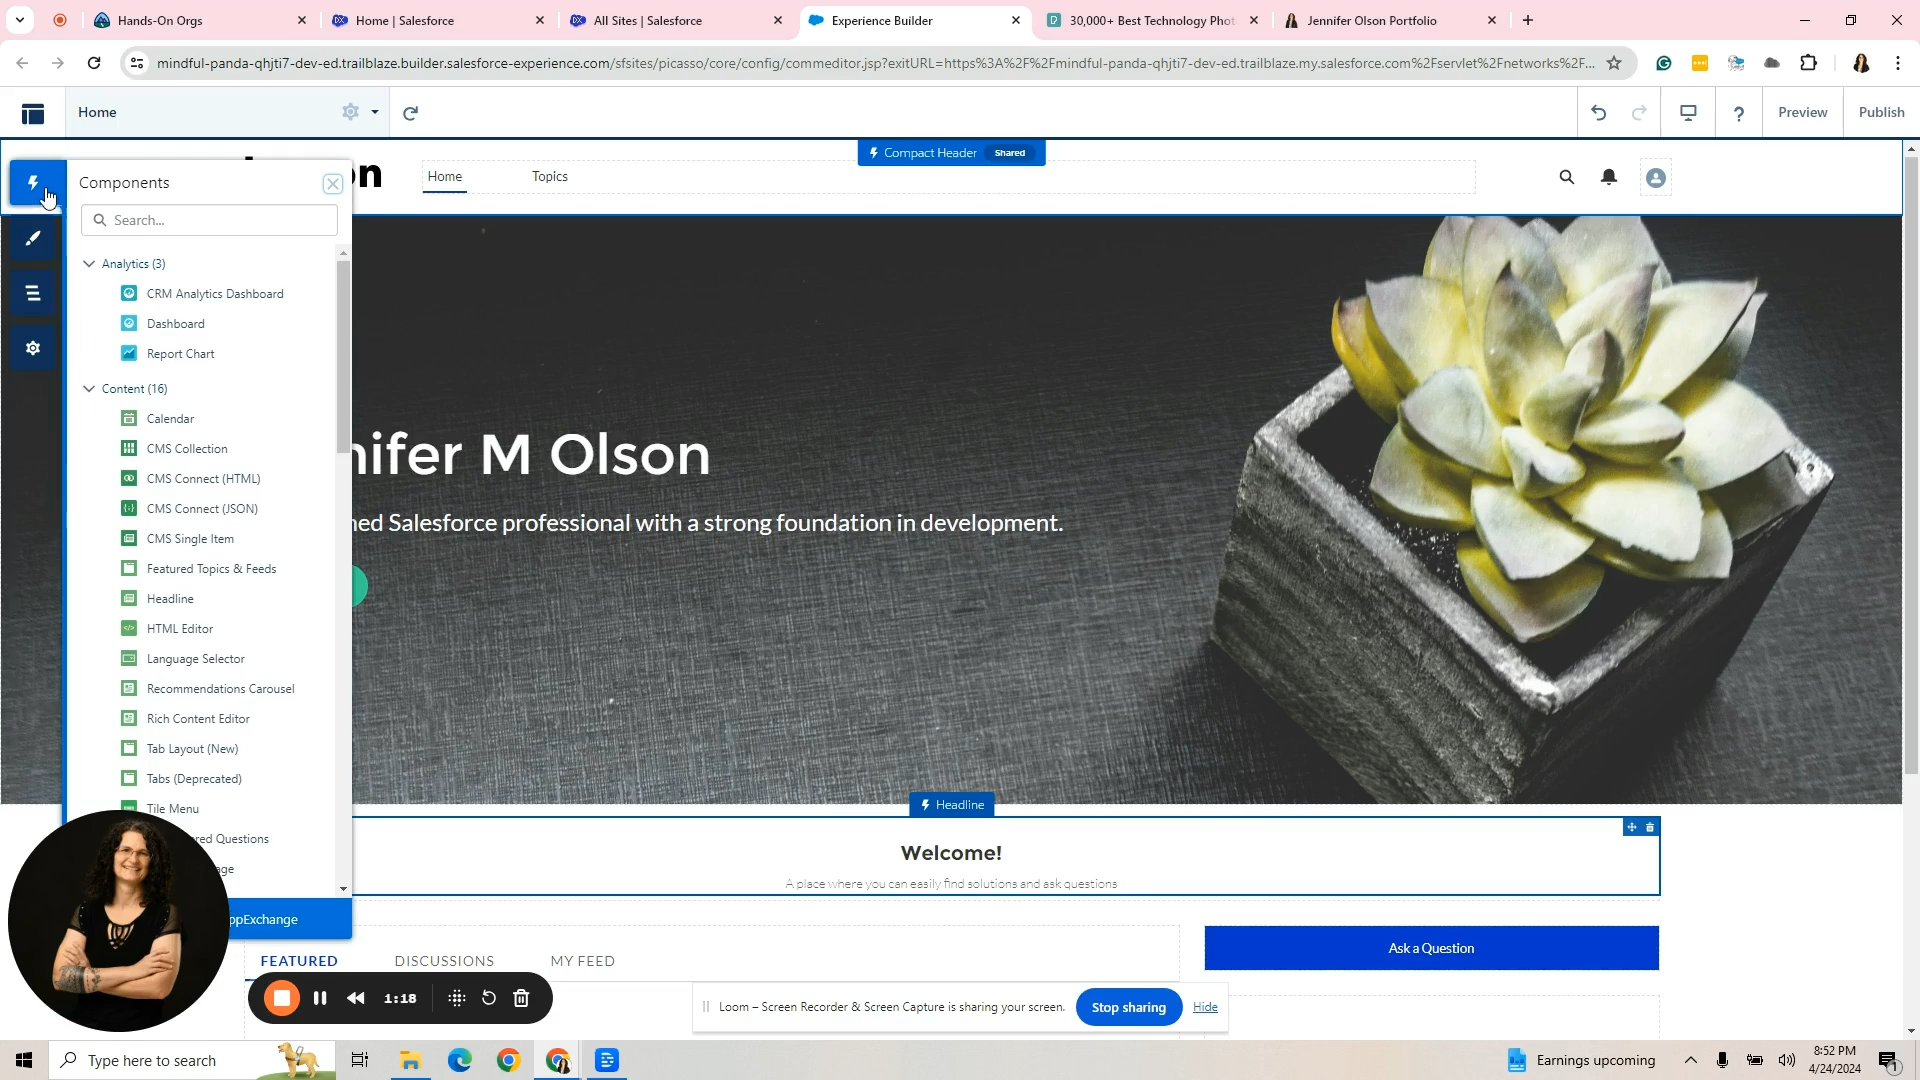 Hands-On Orgs
Home | Salesforce
All Sites | Salesforce
Experience Builder
30,000+ Best Technology Phot
Jennifer Olson Portfolio
mindful-panda-qhjti7-dev-ed.trailblaze.builder.salesforce-experience.com/sfsites/picasso/core/config/commeditor.jsp?exitURL=https%3A%2F%2Fmindful-panda-qhjti7-dev-ed.trailblaze.my.salesforce.com%2Fservlet%2Fnetworks%2F...
Home
?
Preview
Publish
Compact Header
Shared
on
Home
Topics
Components
Search...
Analytics (3)
CRM Analytics Dashboard
Dashboard
Report Chart
Content (16)
Calendar
CMS Collection
CMS Connect (HTML)
CMS Connect (JSON)
CMS Single Item
Featured Topics & Feeds
Headline
HTML Editor
Language Selector
Recommendations Carousel
Rich Content Editor
Tab Layout (New)
Tabs (Deprecated)
Tile Menu
red Questions
age
ppExchange
nifer M Olson
ned Salesforce professional with a strong foundation in development.
Headline
Welcome!
A place where you can easily find solutions and ask questions
FEATURED
DISCUSSIONS
MY FEED
Ask a Question
1:18
Loom – Screen Recorder & Screen Capture is sharing your screen.
Stop sharing
Hide
Type here to search
Earnings upcoming
8:52 PM
4/24/2024
1